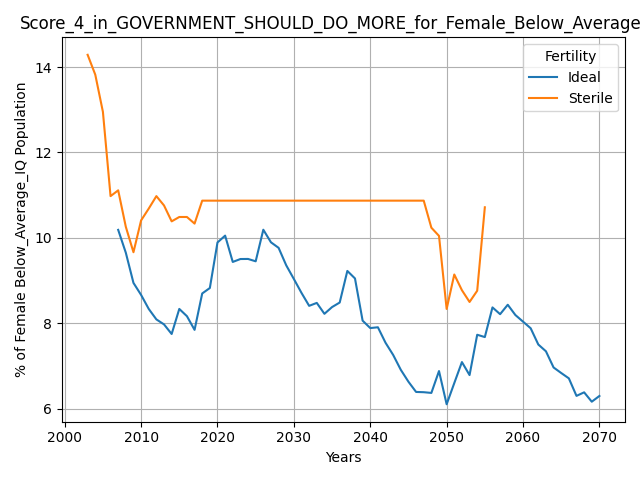 Score_4_in_GOVERNMENT_SHOULD_DO_MORE_for_Female_Below_Average
Fertility
Ideal
Sterile
% of Female Below_Average_IQ Population
14
12
10
8
6
2000 2010 2020 2030 2040 2050 2060 2070
Years